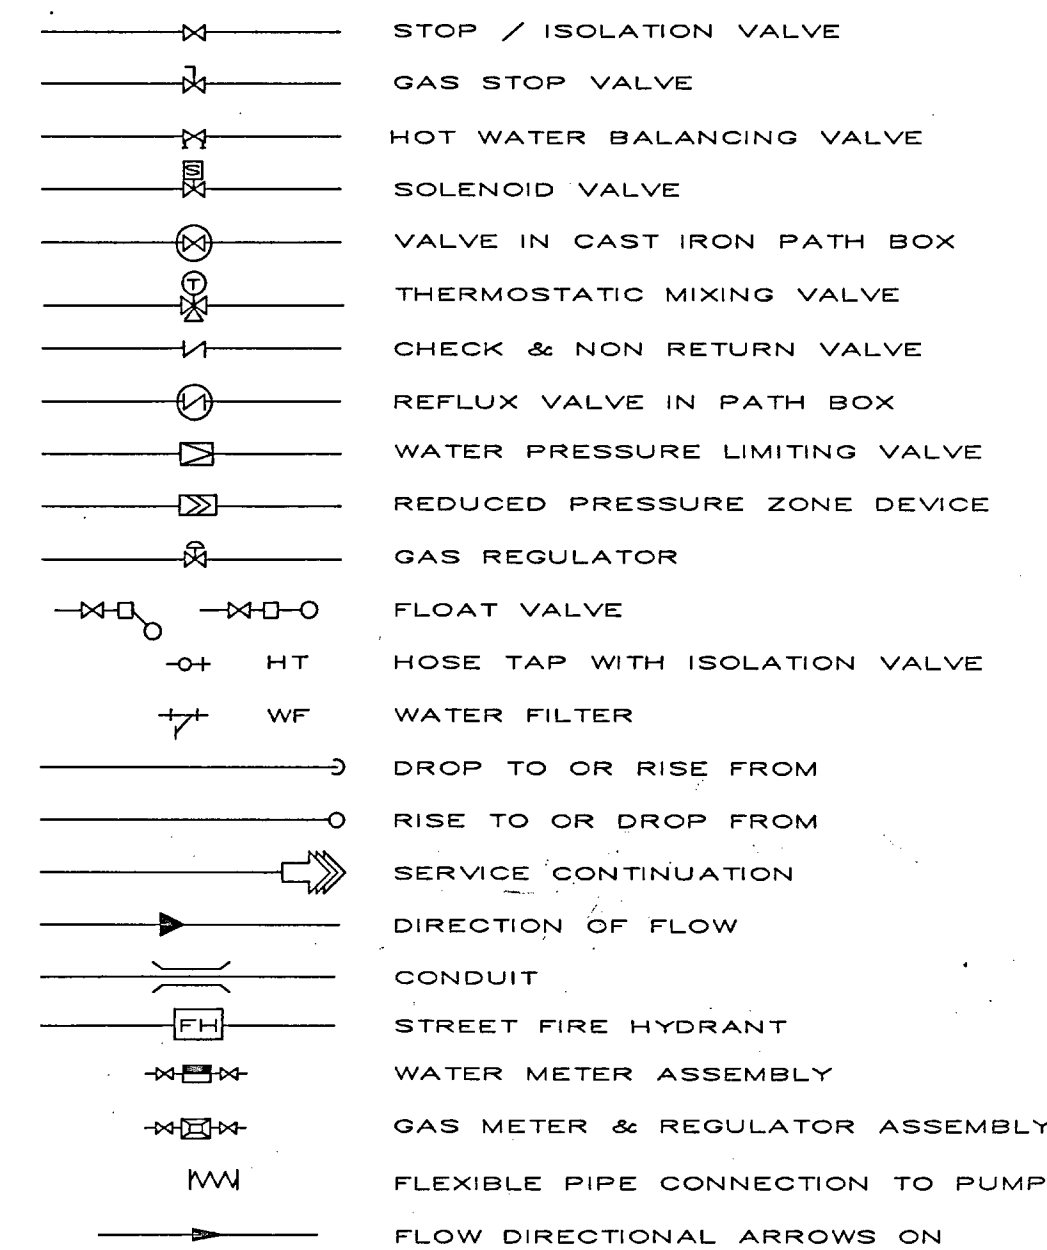 STOP / ISOLATION VALVE
GAS STOP VALVE
HOT WATER BALANCING VALVE
S
SOLENOID VALVE
VALVE IN CAST IRON PATH BOX
T
THERMOSTATIC MIXING VALVE
CHECK & NON RETURN VALVE
REFLUX VALVE IN PATH BOX
WATER PRESSURE LIMITING VALVE
REDUCED PRESSURE ZONE DEVICE
GAS REGULATOR
FLOAT VALVE
HT HOSE TAP WITH ISOLATION VALVE
WF WATER FILTER
DROP TO OR RISE FROM
RISE TO OR DROP FROM
SERVICE CONTINUATION
DIRECTION OF FLOW
CONDUIT
FH STREET FIRE HYDRANT
WATER METER ASSEMBLY
GAS METER & REGULATOR ASSEMBLY
FLEXIBLE PIPE CONNECTION TO PUMP
FLOW DIRECTIONAL ARROWS ON